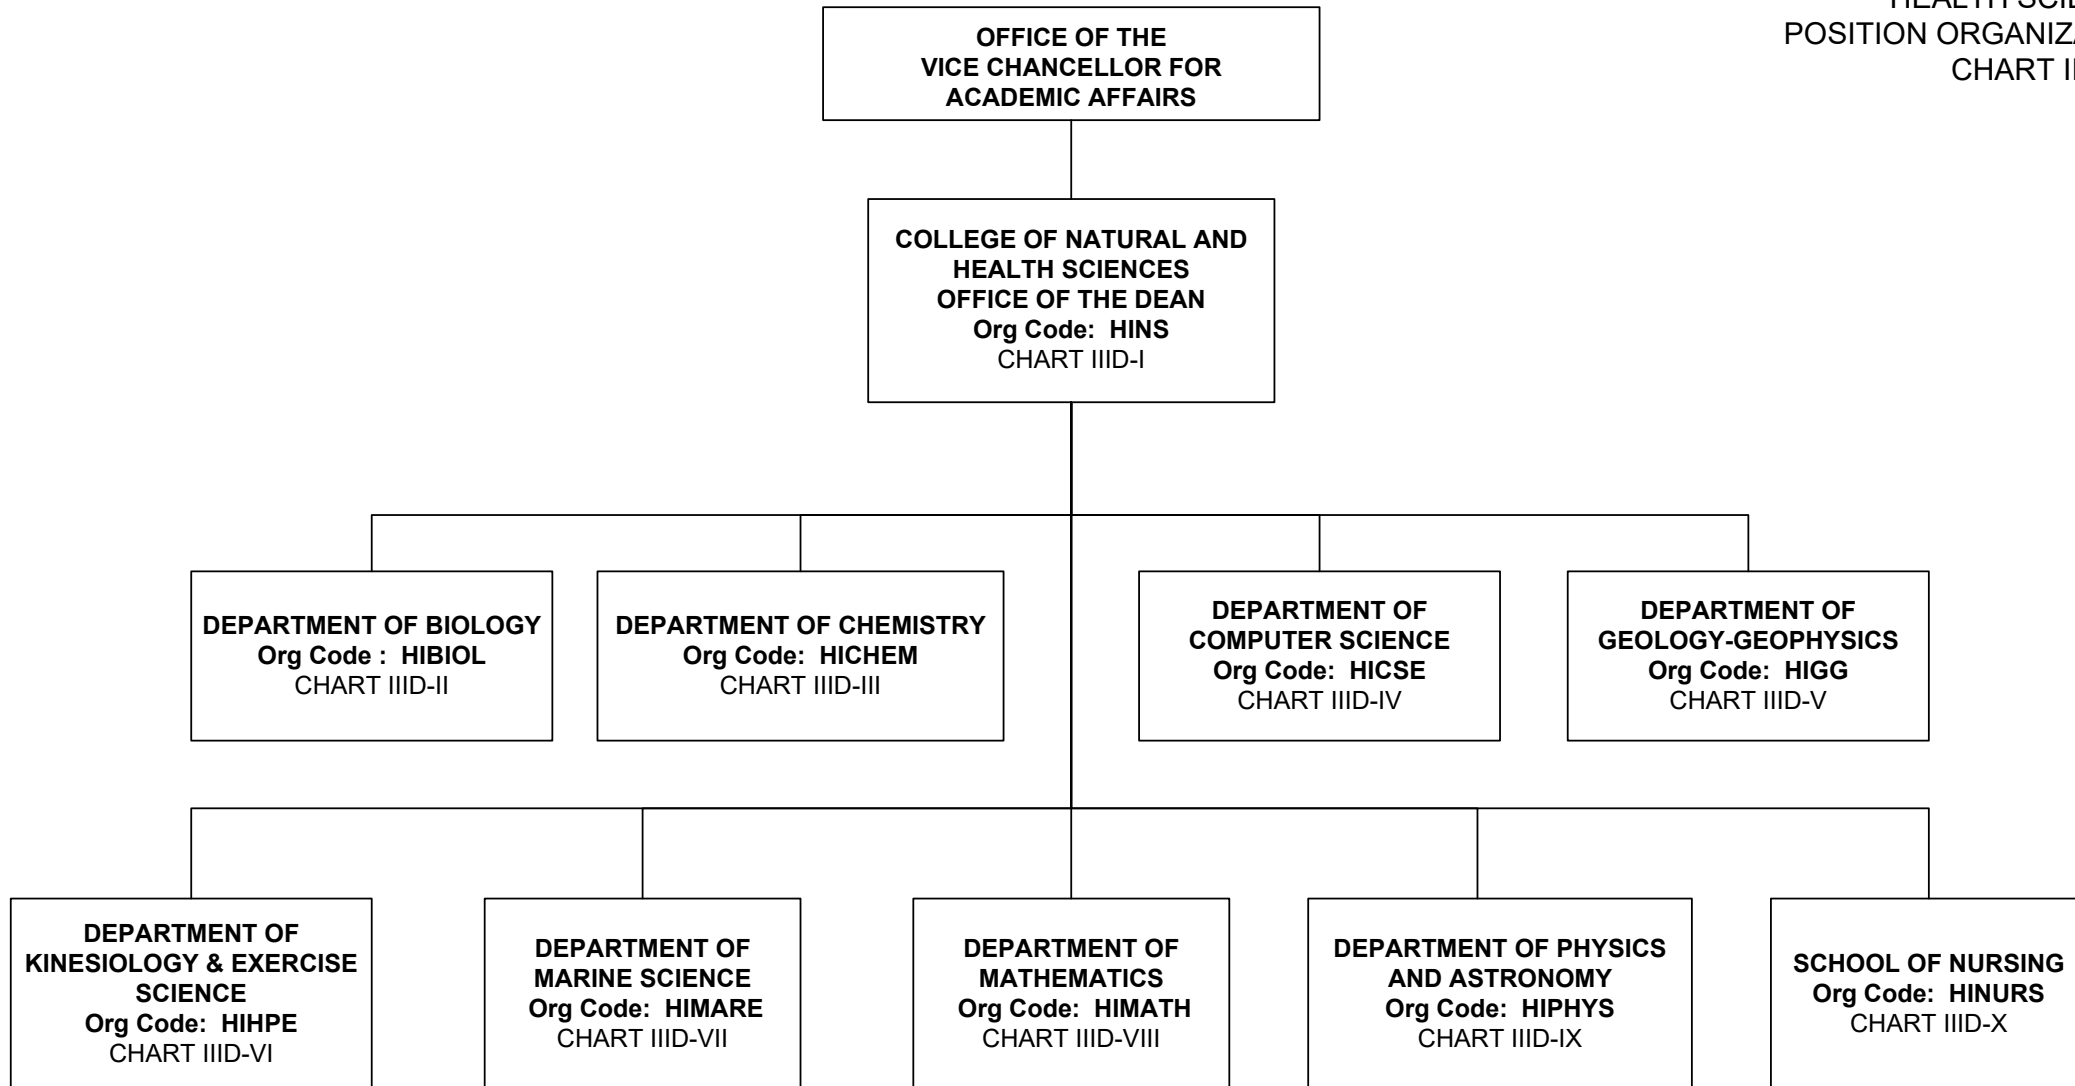 POSITION
CHART
OFFICE OF THE
VICE CHANCELLOR FOR
ACADEMIC AFFAIRS
COLLEGE OF NATURAL AND
HEALTH SCIENCES
OFFICE OF THE DEAN
Org Code: HINS
CHART IIID-I
DEPARTMENT OF BIOLOGY
Org Code : HIBIOL
CHART IIID-II
DEPARTMENT OF CHEMISTRY
Org Code: HICHEM
CHART IIID-III
DEPARTMENT OF
COMPUTER SCIENCE
Org Code: HICSE
CHART IIID-IV
DEPARTMENT OF
GEOLOGY-GEOPHYSICS
Org Code: HIGG
CHART IIID-V
DEPARTMENT OF
KINESIOLOGY & EXERCISE
SCIENCE
Org Code: HIHPE
CHART IIID-VI
DEPARTMENT OF
MARINE SCIENCE
Org Code: HIMARE
CHART IIID-VII
DEPARTMENT OF
MATHEMATICS
Org Code: HIMATH
CHART IIID-VIII
DEPARTMENT OF PHYSICS
AND ASTRONOMY
Org Code: HIPHYS
CHART IIID-IX
SCHOOL OF NURSING
Org Code: HINURS
CHART IIID-X